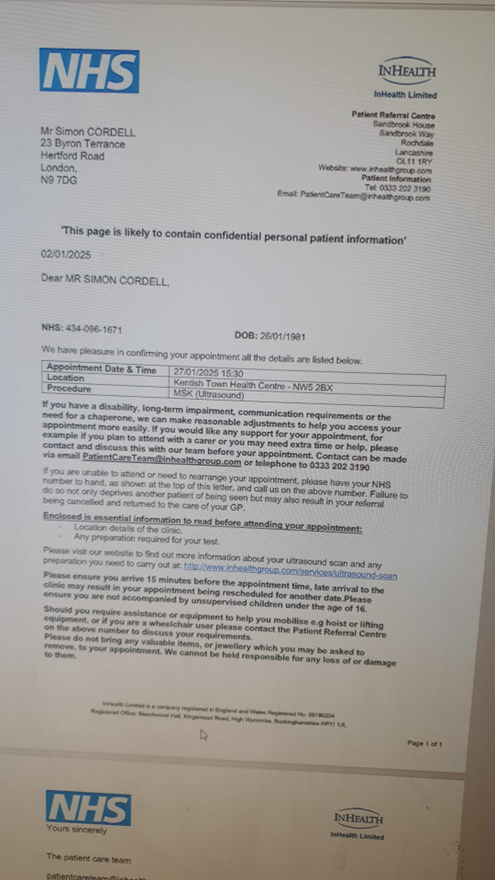 NHS
INHEALTH
InHealth Limited
Patient Referral Centre
Sandbrook House
Sandbrook Way
Rochdale
Lancashire
OL11 1RY
Website: www.inhealthgroup.com
Patient Information
Tel: 0333 202 3190
Email: PatientCareTeam@inhealthgroup.com
Mr Simon CORDELL
23 Byron Terrance
Hertford Road
London,
N9 7DG
'This page is likely to contain confidential personal patient information'
02/01/2025
Dear MR SIMON CORDELL,
NHS: 434-096-1671 DOB: 26/01/1981
We have pleasure in confirming your appointment all the details are listed below.
Appointment Date & Time 27/01/2025 15:30
Location Kentish Town Health Centre - NW5 2BX
Procedure MSK (Ultrasound)
If you have a disability, long-term impairment, communication requirements or the
need for a chaperone, we can make reasonable adjustments to help you access your
appointment more easily. If you would like any support for your appointment, for
example if you plan to attend with a carer or you may need extra time or help, please
contact and discuss this with our team before your appointment. Contact can be made
via email PatientCareTeam@inhealthgroup.com or telephone to 0333 202 3190
If you are unable to attend or need to rearrange your appointment, please have your NHS
number to hand, as shown at the top of this letter, and call us on the above number. Failure to
do so not only deprives another patient of being seen but may also result in your referral
being cancelled and returned to the care of your GP.
Enclosed is essential information to read before attending your appointment:
- Location details of the clinic.
- Any preparation required for your test.
Please visit our website to find out more information about your ultrasound scan and any
preparation you need to carry out at: http://www.inhealthgroup.com/services/ultrasound-scan
Please ensure you arrive 15 minutes before the appointment time, late arrival to the
clinic may result in your appointment being rescheduled for another date.Please
ensure you are not accompanied by unsupervised children under the age of 16.
Should you require assistance or equipment to help you mobilise e.g hoist or lifting
equipment, or if you are a wheelchair user please contact the Patient Referral Centre
on the above number to discuss your requirements.
Please do not bring any valuable items, or jewellery which you may be asked to
remove, to your appointment. We cannot be held responsible for any loss of or damage
to them.
InHealth Limited is a company registered in England and Wales Registered No.
Registered Office: Beechwood Hall, Kingsmead Road, High Wycombe, Buckinghamshire HP11 1JL
Page 1 of 1
NHS
INHEALTH
InHealth Limited
Yours sincerely
The patient care team